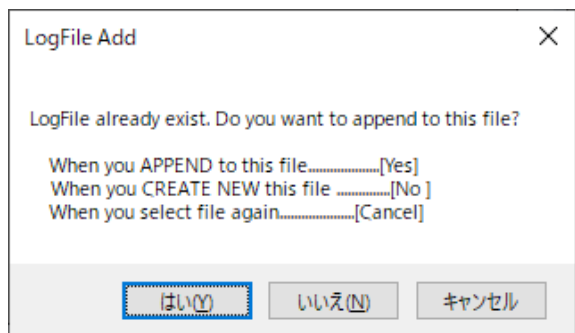 LogFile Add
LogFile already exist. Do you want to append to this file?
When you APPEND to this file...................[Yes]
When you CREATE NEW this file ..............[No ]
When you select file again....................[Cancel]
はい(Y) いいえ(N) キャンセル